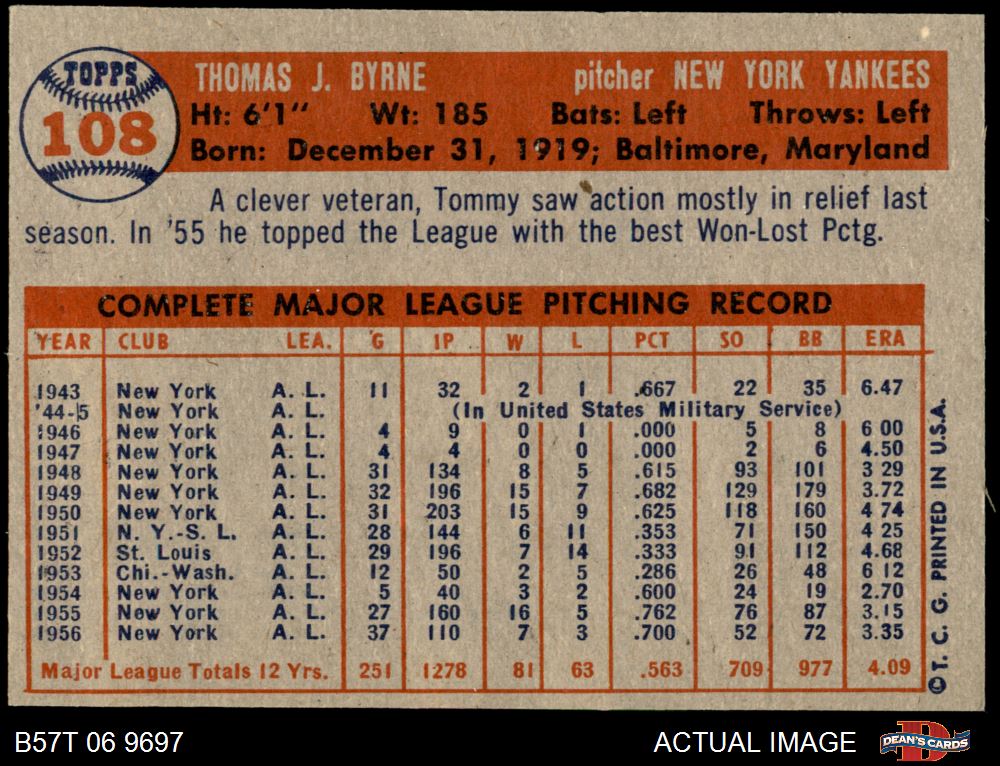 TOPPS
108
THOMAS J. BYRNE pitcher NEW YORK YANKEES
Ht: 6'1" Wt: 185 Bats: Left Throws: Left
Born: December 31, 1919; Baltimore, Maryland
A clever veteran, Tommy saw action mostly in relief last
season. In '55 he topped the League with the best Won-Lost Pctg.
COMPLETE MAJOR LEAGUE PITCHING RECORD
YEAR CLUB LEA. G IP W L PCT SO BB ERA
1943 New York A. L. 11 32 2 1 .667 22 35 6.47
'44-5 New York A. L. (In United States Military Service)
1946 New York A. L. 4 9 0 1 .000 5 8 6 00
1947 New York A. L. 4 4 0 0 .000 2 6 4.50
1948 New York A. L. 31 134 8 5 .615 93 101 3 29
1949 New York A. L. 32 196 15 7 .682 129 179 3.72
1950 New York A. L. 31 203 15 9 .625 118 160 4 74
1951 N. Y.-S. L. A. L. 28 144 6 11 .353 71 150 4 25
1952 St. Louis A. L. 29 196 7 14 .333 91 112 4.68
1953 Chi.-Wash. A. L. 12 50 2 5 .286 26 48 6 12
1954 New York A. L. 5 40 3 2 .600 24 19 2.70
1955 New York A. L. 27 160 16 5 .762 76 87 3.15
1956 New York A. L. 37 110 7 3 .700 52 72 3.35
Major League Totals 12 Yrs. 251 1278 81 63 .563 709 977 4.09
© T. C. G. PRINTED IN U.S.A.
B57T 06 9697 ACTUAL IMAGE
D
DEAN'S CARDS